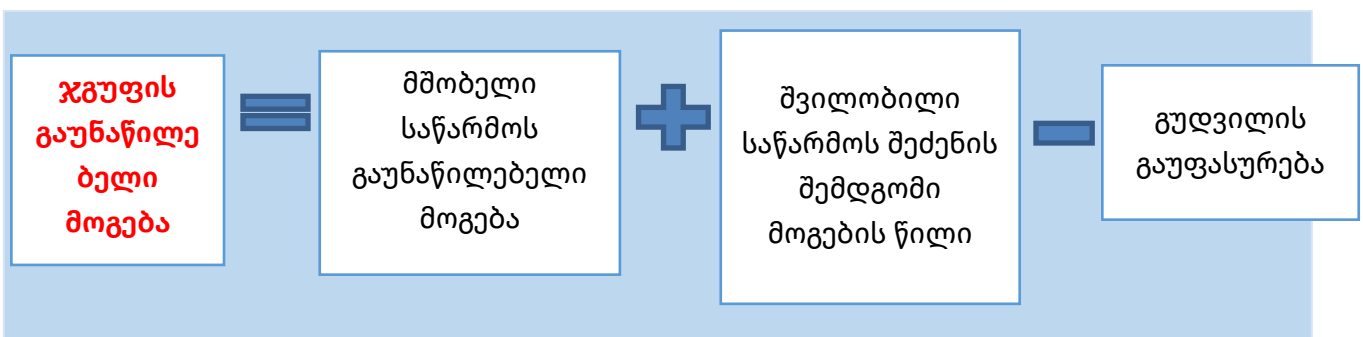 ჯგუფის
გაუნაწილე
ბელი
მოგება
მშობელი
საწარმოს
გაუნაწილებელი
მოგება
შვილობილი
საწარმოს შეძენის
შემდგომი
მოგების წილი
გუდვილის
გაუფასურება